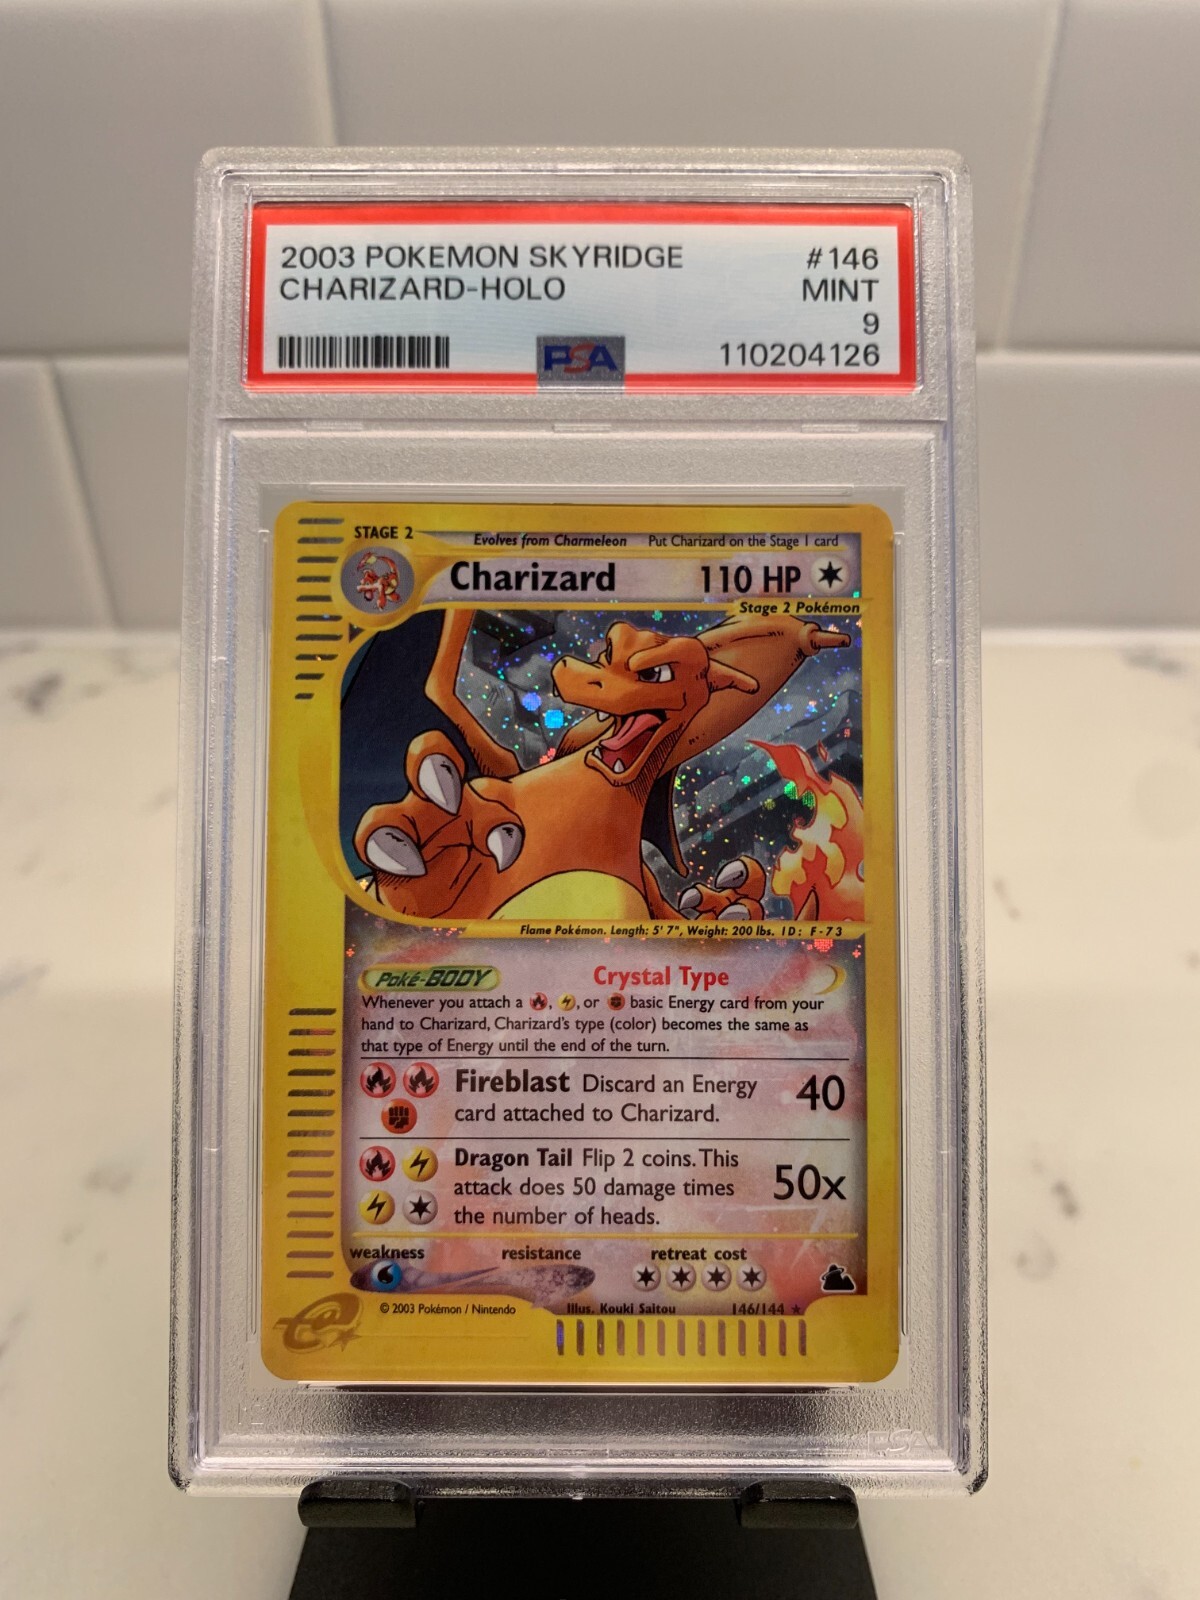 2003 POKEMON SKYRIDGE #146
CHARIZARD-HOLO MINT
9
PSA 110204126
STAGE 2 Evolves from Charmeleon Put Charizard on the Stage 1 card
Charizard 110 HP
Stage 2 Pokémon
Flame Pokémon. Length: 5' 7", Weight: 200 lbs. ID: F-73
Poké-BODY Crystal Type
Whenever you attach a , , or basic Energy card from your
hand to Charizard, Charizard's type (color) becomes the same as
that type of Energy until the end of the turn.
Fireblast Discard an Energy 40
card attached to Charizard.
Dragon Tail Flip 2 coins. This
attack does 50 damage times 50x
the number of heads.
weakness resistance retreat cost
© 2003 Pokémon / Nintendo Illus. Kouki Saitou 146/144 ★
e
PSA